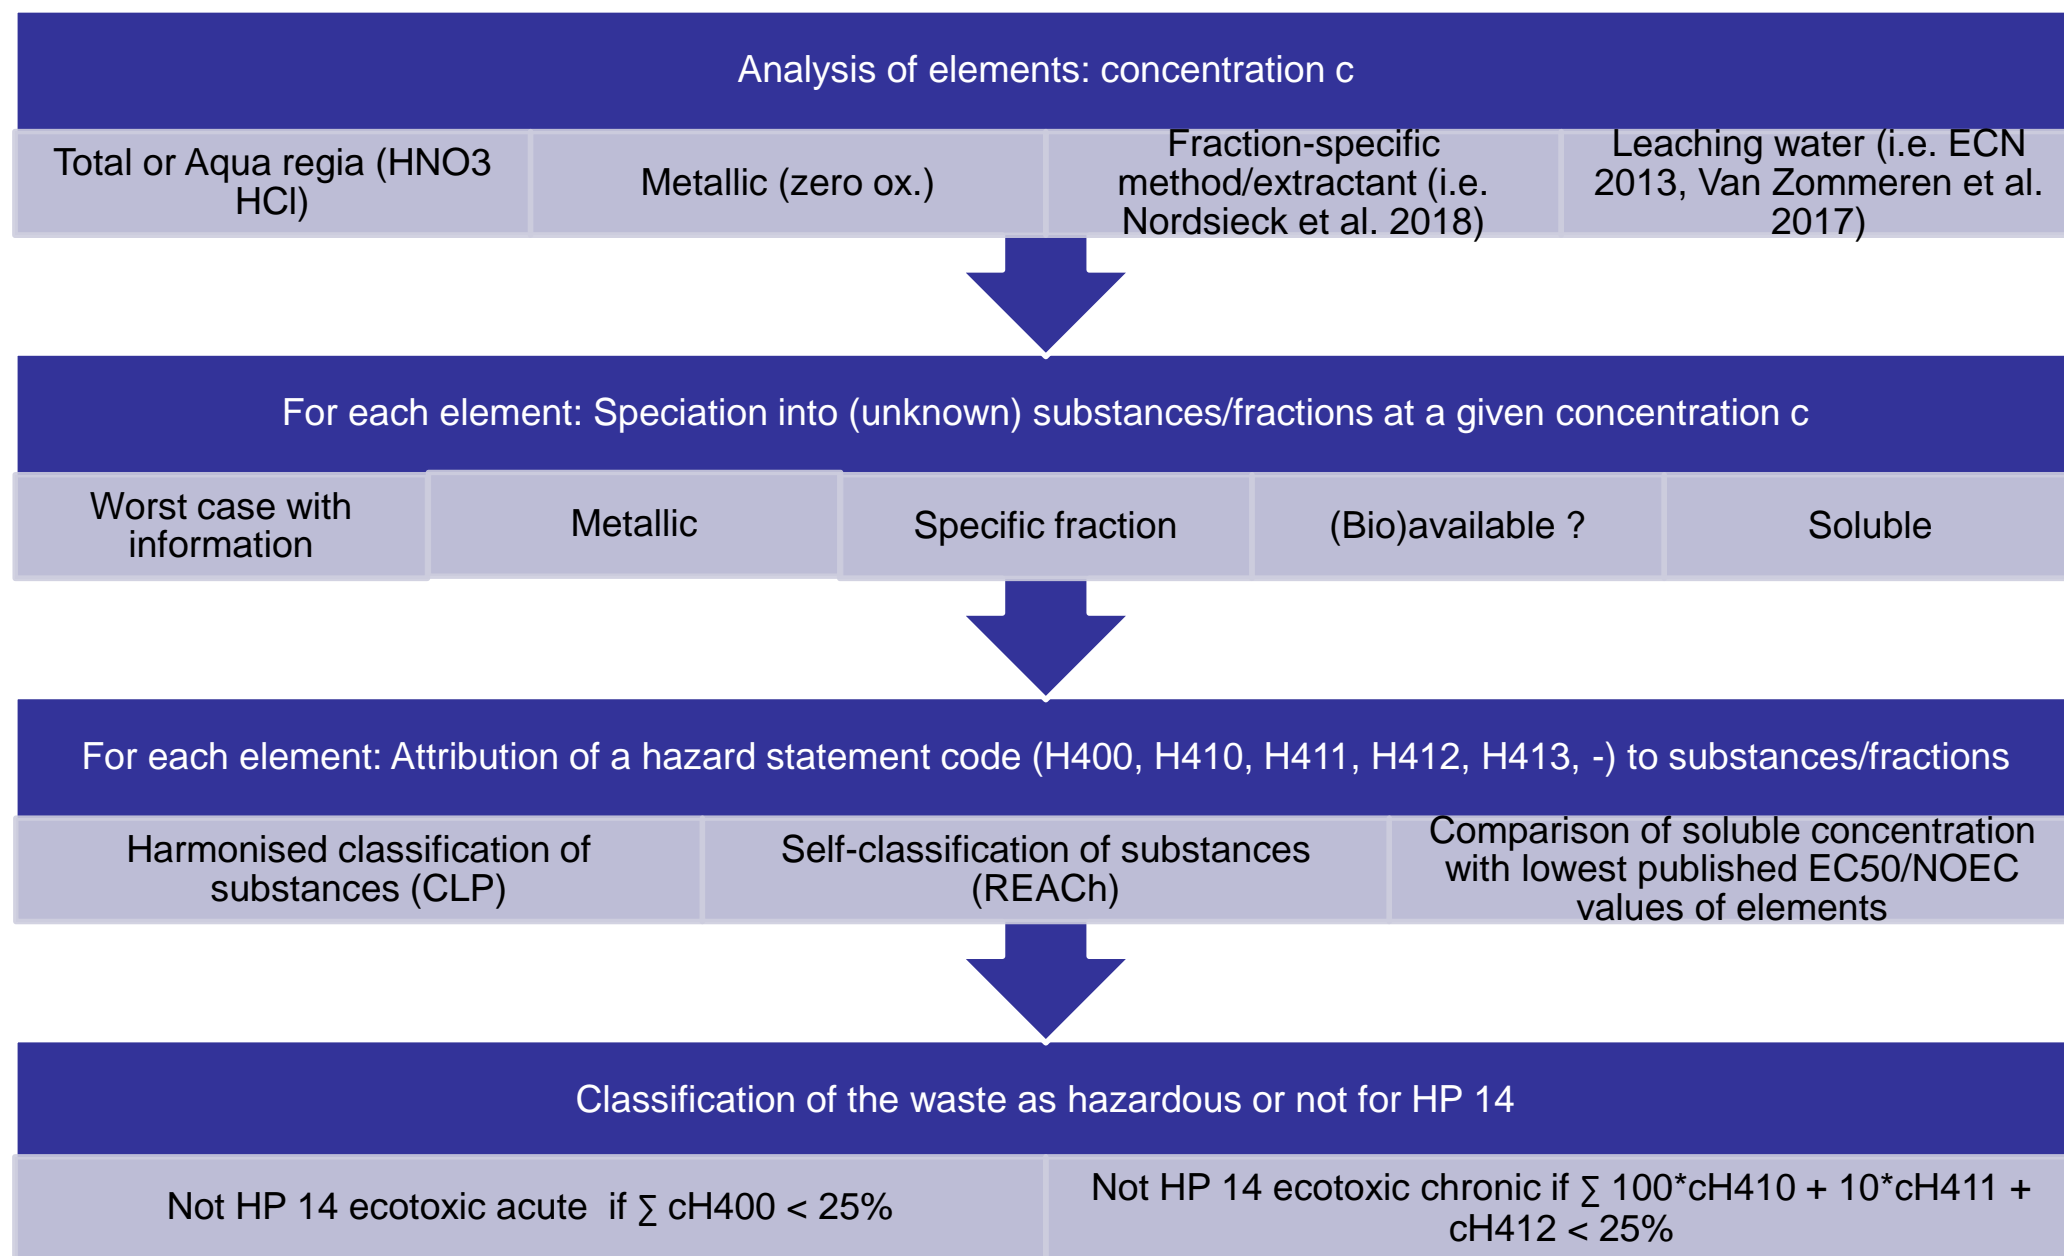 Analysis of elements: concentration c
Total or Aqua regia (HNO3
HCl)
Metallic (zero ox.)
Fraction-specific
method/extractant (i.e.
Nordsieck et al. 2018)
Leaching water (i.e. ECN
2013, Van Zommeren et al.
2017)
For each element: Speciation into (unknown) substances/fractions at a given concentration c
Worst case with
information
Metallic
Specific fraction
(Bio)available ?
Soluble
For each element: Attribution of a hazard statement code (H400, H410, H411, H412, H413, -) to substances/fractions
Harmonised classification of
substances (CLP)
Self-classification of substances
(REACh)
Comparison of soluble concentration
with lowest published EC50/NOEC
values of elements
Classification of the waste as hazardous or not for HP 14
Not HP 14 ecotoxic acute if ∑ cH400 < 25%
Not HP 14 ecotoxic chronic if ∑ 100*cH410 + 10*cH411 +
cH412 < 25%